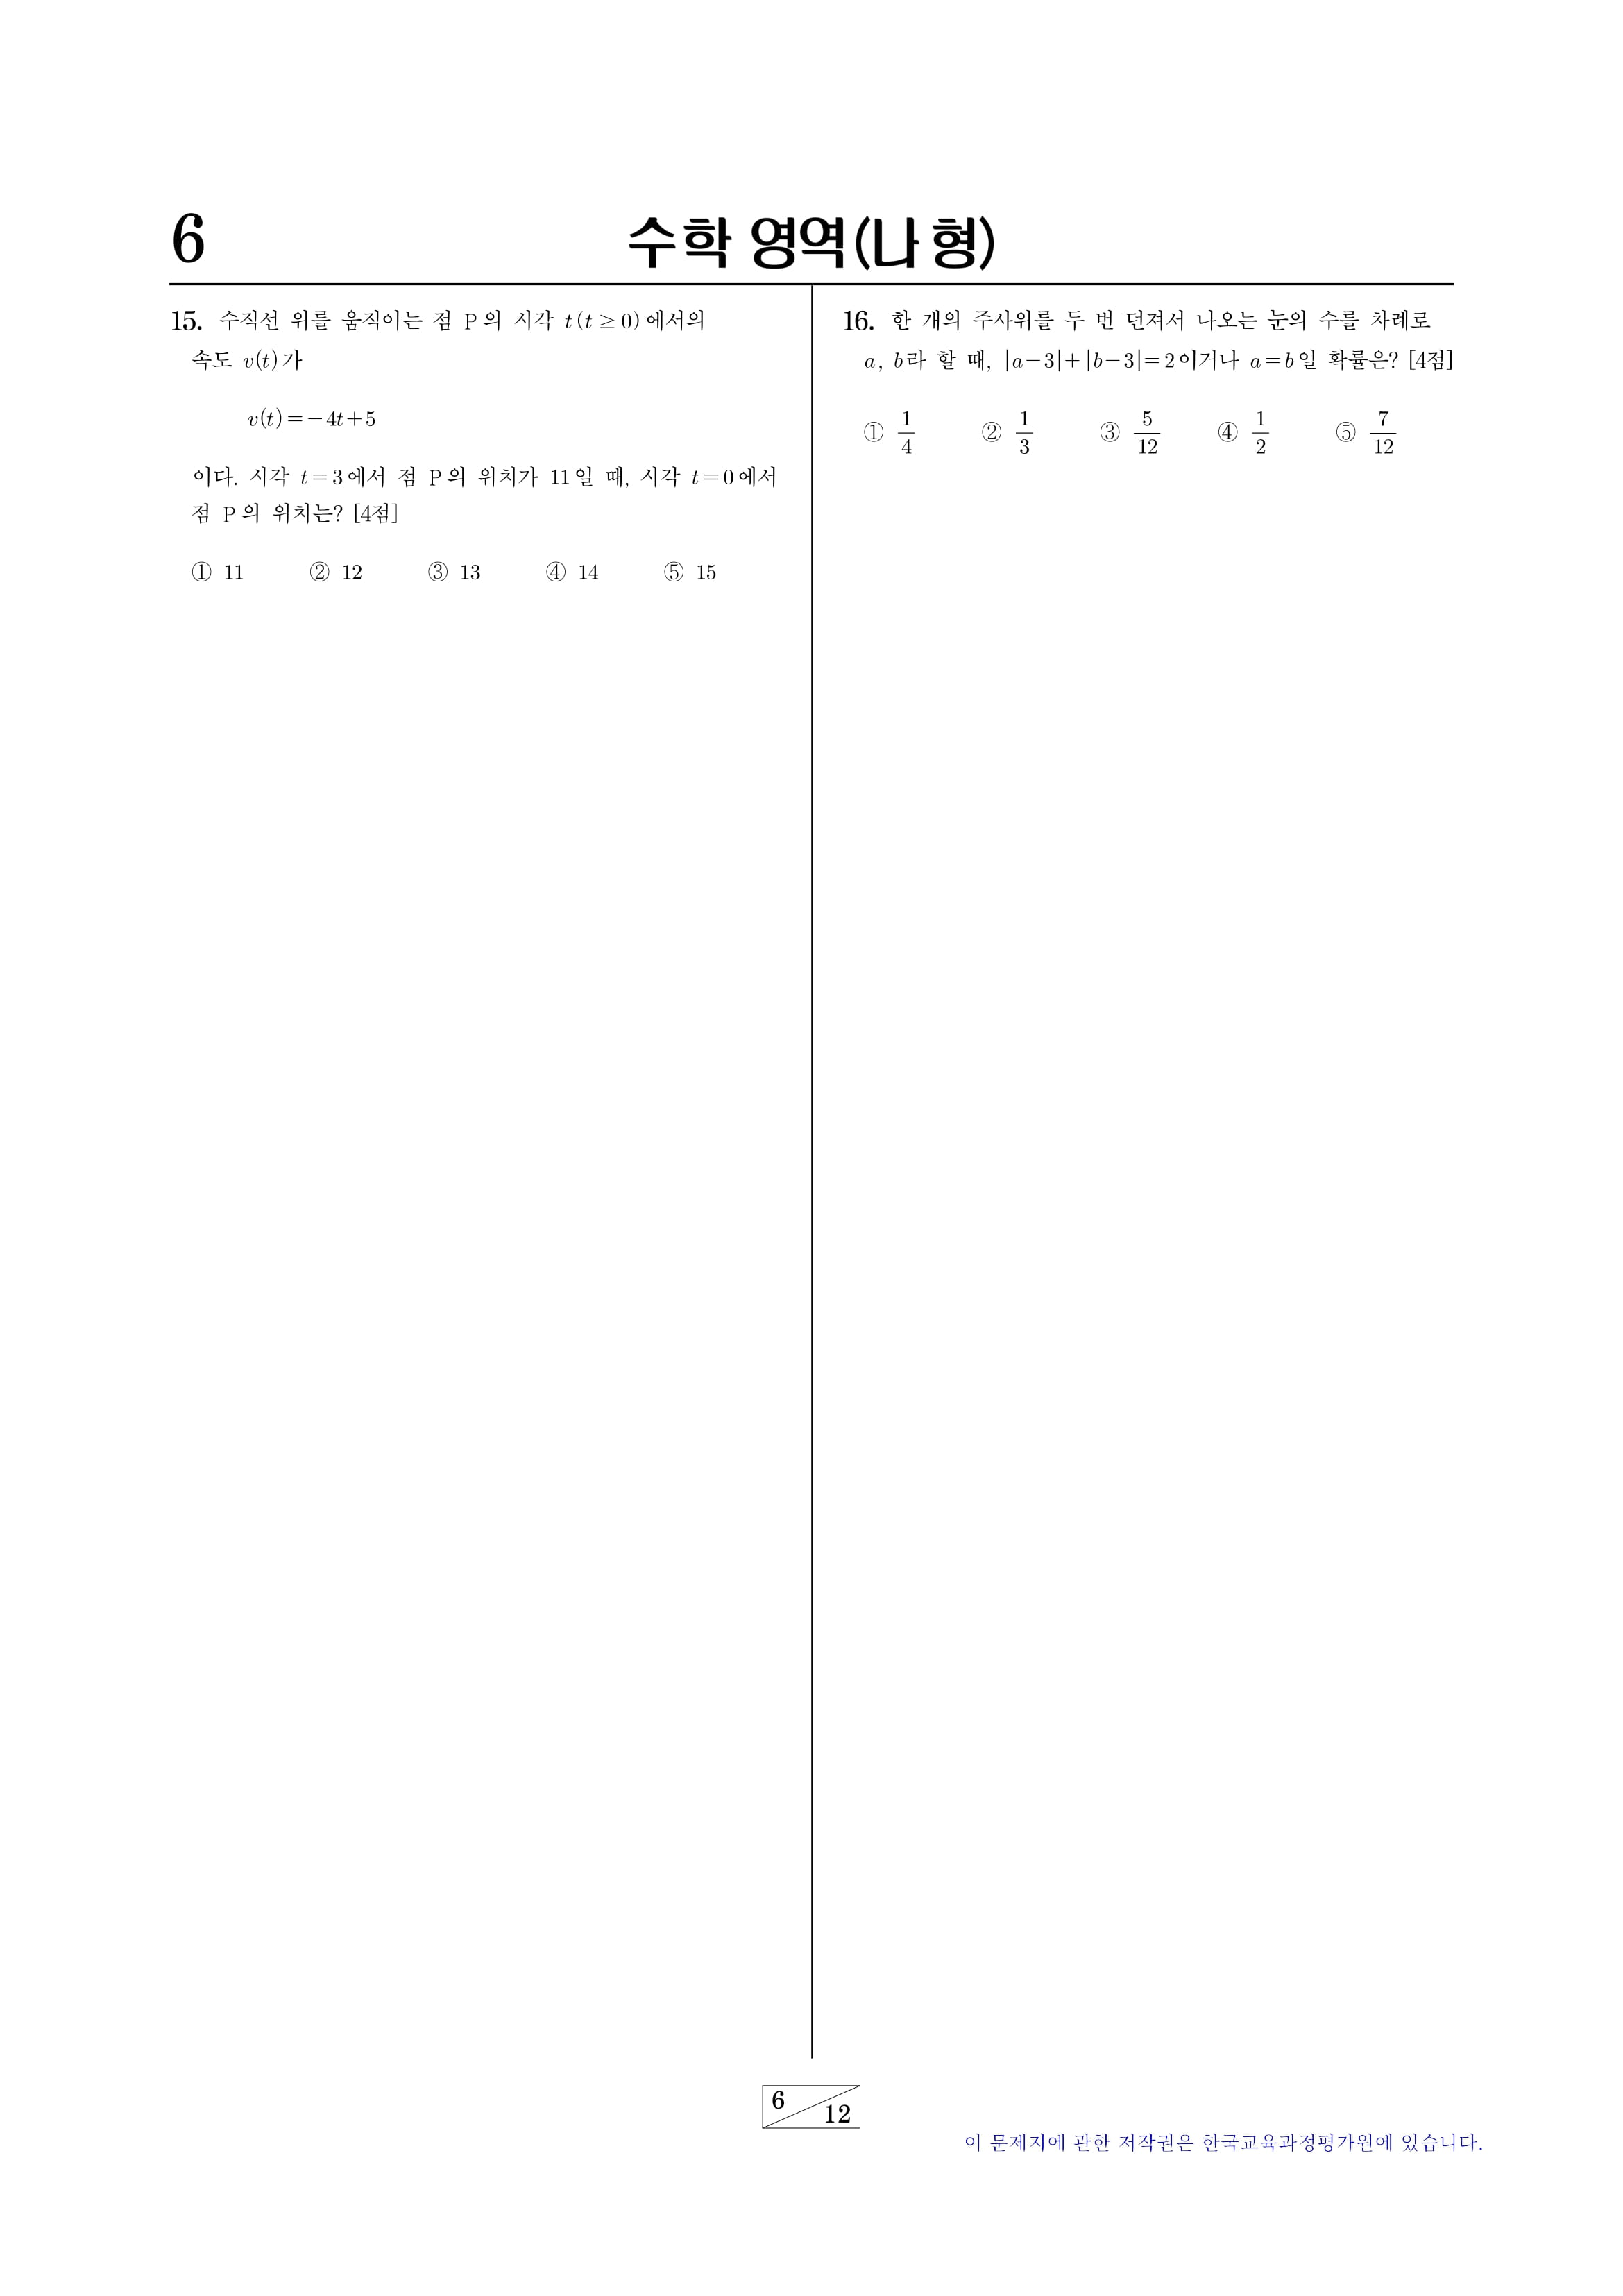 6
수학 영역(나형)
15. 수직선 위를 움직이는 점 P의 시각 t(t ≥ 0)에서의
속도 v(t)가
v(t)=−4t+5
이다. 시각 t=3에서 점 P의 위치가 11일 때, 시각 t=0에서
점 P의 위치는? [4점]
① 11 ② 12 ③ 13 ④ 14 ⑤ 15
16. 한 개의 주사위를 두 번 던져서 나오는 눈의 수를 차례로
a, b라 할 때, |a−3|+|b−3|=2이거나 a=b일 확률은? [4점]
① 1/4 ② 1/3 ③ 5/12 ④ 1/2 ⑤ 7/12
6 12
이 문제지에 관한 저작권은 한국교육과정평가원에 있습니다.